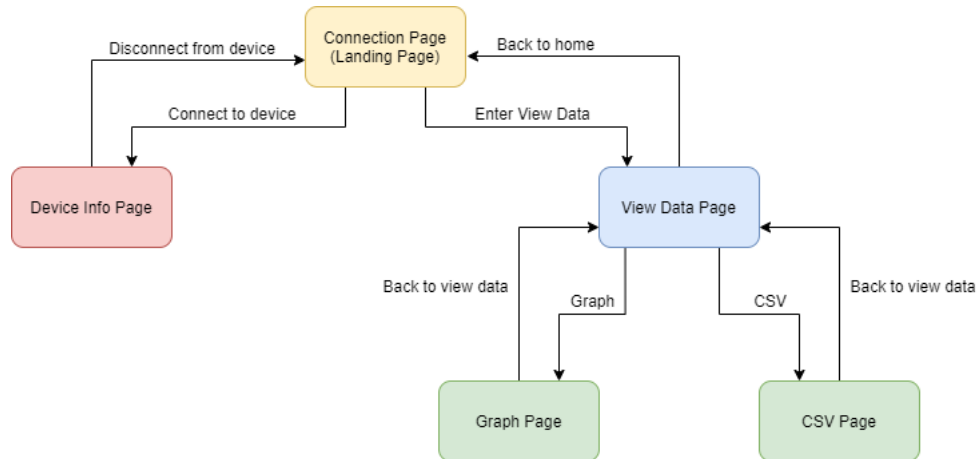 Connection Page
(Landing Page)
Disconnect from device
Back to home
Connect to device
Enter View Data
Device Info Page
View Data Page
Back to view data
Graph
CSV
Back to view data
Graph Page
CSV Page